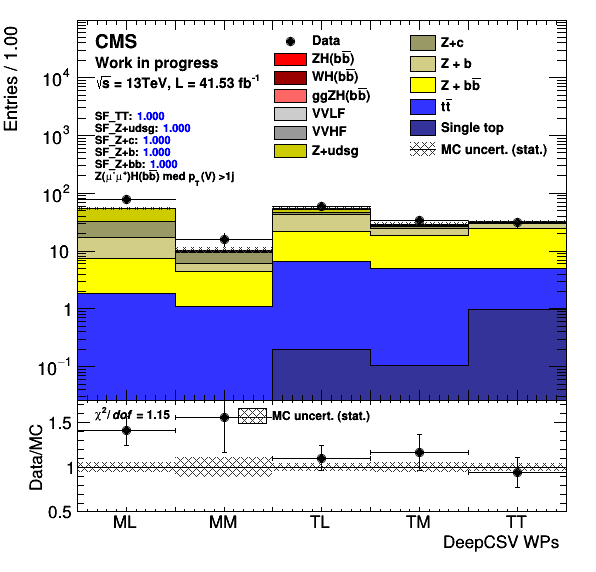 CMS
Work in progress
√s = 13TeV, L = 41.53 fb⁻¹
SF_TT: 1.000
SF_Z+udsg: 1.000
SF_Z+c: 1.000
SF_Z+b: 1.000
SF_Z+bb: 1.000
Z(μ⁻μ⁺)H(bb̅) med p_T(V) >1j
Data
ZH(bb̅)
WH(bb̅)
ggZH(bb̅)
VVLF
VVHF
Z+udsg
Z+c
Z + b
Z + bb̅
tt̅
Single top
MC uncert. (stat.)
Entries / 1.00
10⁴
10³
10²
10
1
10⁻¹
χ²/dof = 1.15
MC uncert. (stat.)
Data/MC
1.5
1
0.5
ML MM TL TM TT
DeepCSV WPs